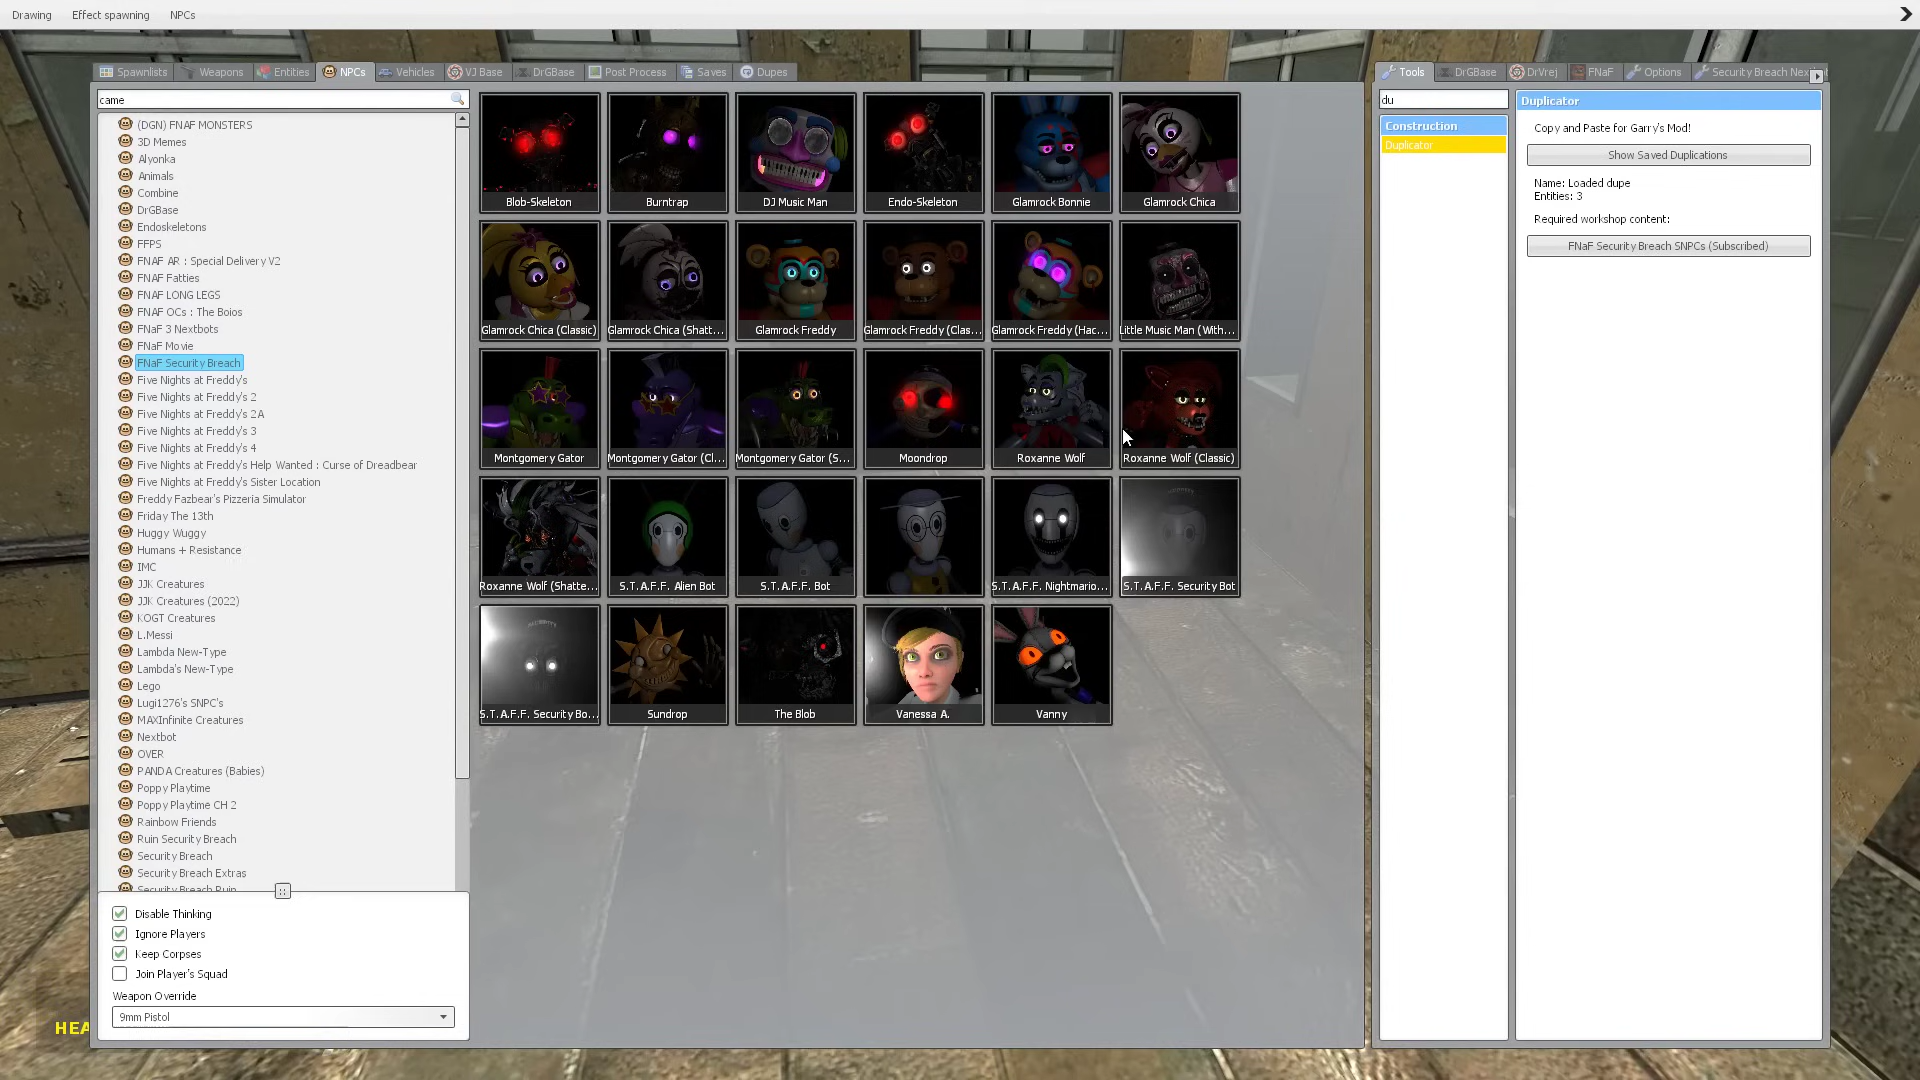 Drawing Effect spawning NPCs
Spawnlists Weapons Entities NPCs Vehicles VJ Base DrGBase Post Process Saves Dupes
came
(DGN) FNAF MONSTERS
3D Memes
Alyonka
Animals
Combine
DrGBase
Endoskeletons
FFPS
FNAF AR : Special Delivery V2
FNAF Fatties
FNAF LONG LEGS
FNAF OCs : The Boios
FNaF 3 Nextbots
FNaF Movie
FNaF Security Breach
Five Nights at Freddy's
Five Nights at Freddy's 2
Five Nights at Freddy's 2A
Five Nights at Freddy's 3
Five Nights at Freddy's 4
Five Nights at Freddy's Help Wanted : Curse of Dreadbear
Five Nights at Freddy's Sister Location
Freddy Fazbear's Pizzeria Simulator
Friday The 13th
Huggy Wuggy
Humans + Resistance
IMC
JJK Creatures
JJK Creatures (2022)
KOGT Creatures
L.Messi
Lambda New-Type
Lambda's New-Type
Lego
Lugi1276's SNPC's
MAXInfinite Creatures
Nextbot
OVER
PANDA Creatures (Babies)
Poppy Playtime
Poppy Playtime CH 2
Rainbow Friends
Ruin Security Breach
Security Breach
Security Breach Extras
Security Breach Ruin
Disable Thinking
Ignore Players
Keep Corpses
Join Player's Squad
Weapon Override
9mm Pistol
HEA
Blob-Skeleton Burntrap DJ Music Man Endo-Skeleton Glamrock Bonnie Glamrock Chica
Glamrock Chica (Classic) Glamrock Chica (Shatt... Glamrock Freddy Glamrock Freddy (Clas... Glamrock Freddy (Hac... Little Music Man (With...
Montgomery Gator Montgomery Gator (Cl... Montgomery Gator (S... Moondrop Roxanne Wolf Roxanne Wolf (Classic)
Roxanne Wolf (Shatte... S.T.A.F.F. Alien Bot S.T.A.F.F. Bot S.T.A.F.F. Nightmario... S.T.A.F.F. Security Bot
S.T.A.F.F. Security Bo... Sundrop The Blob Vanessa A. Vanny
Tools DrGBase DrVrej FNaF Options Security Breach
du
Construction
Duplicator
Duplicator
Copy and Paste for Garry's Mod!
Show Saved Duplications
Name: Loaded dupe
Entities: 3
Required workshop content:
FNaF Security Breach SNPCs (Subscribed)